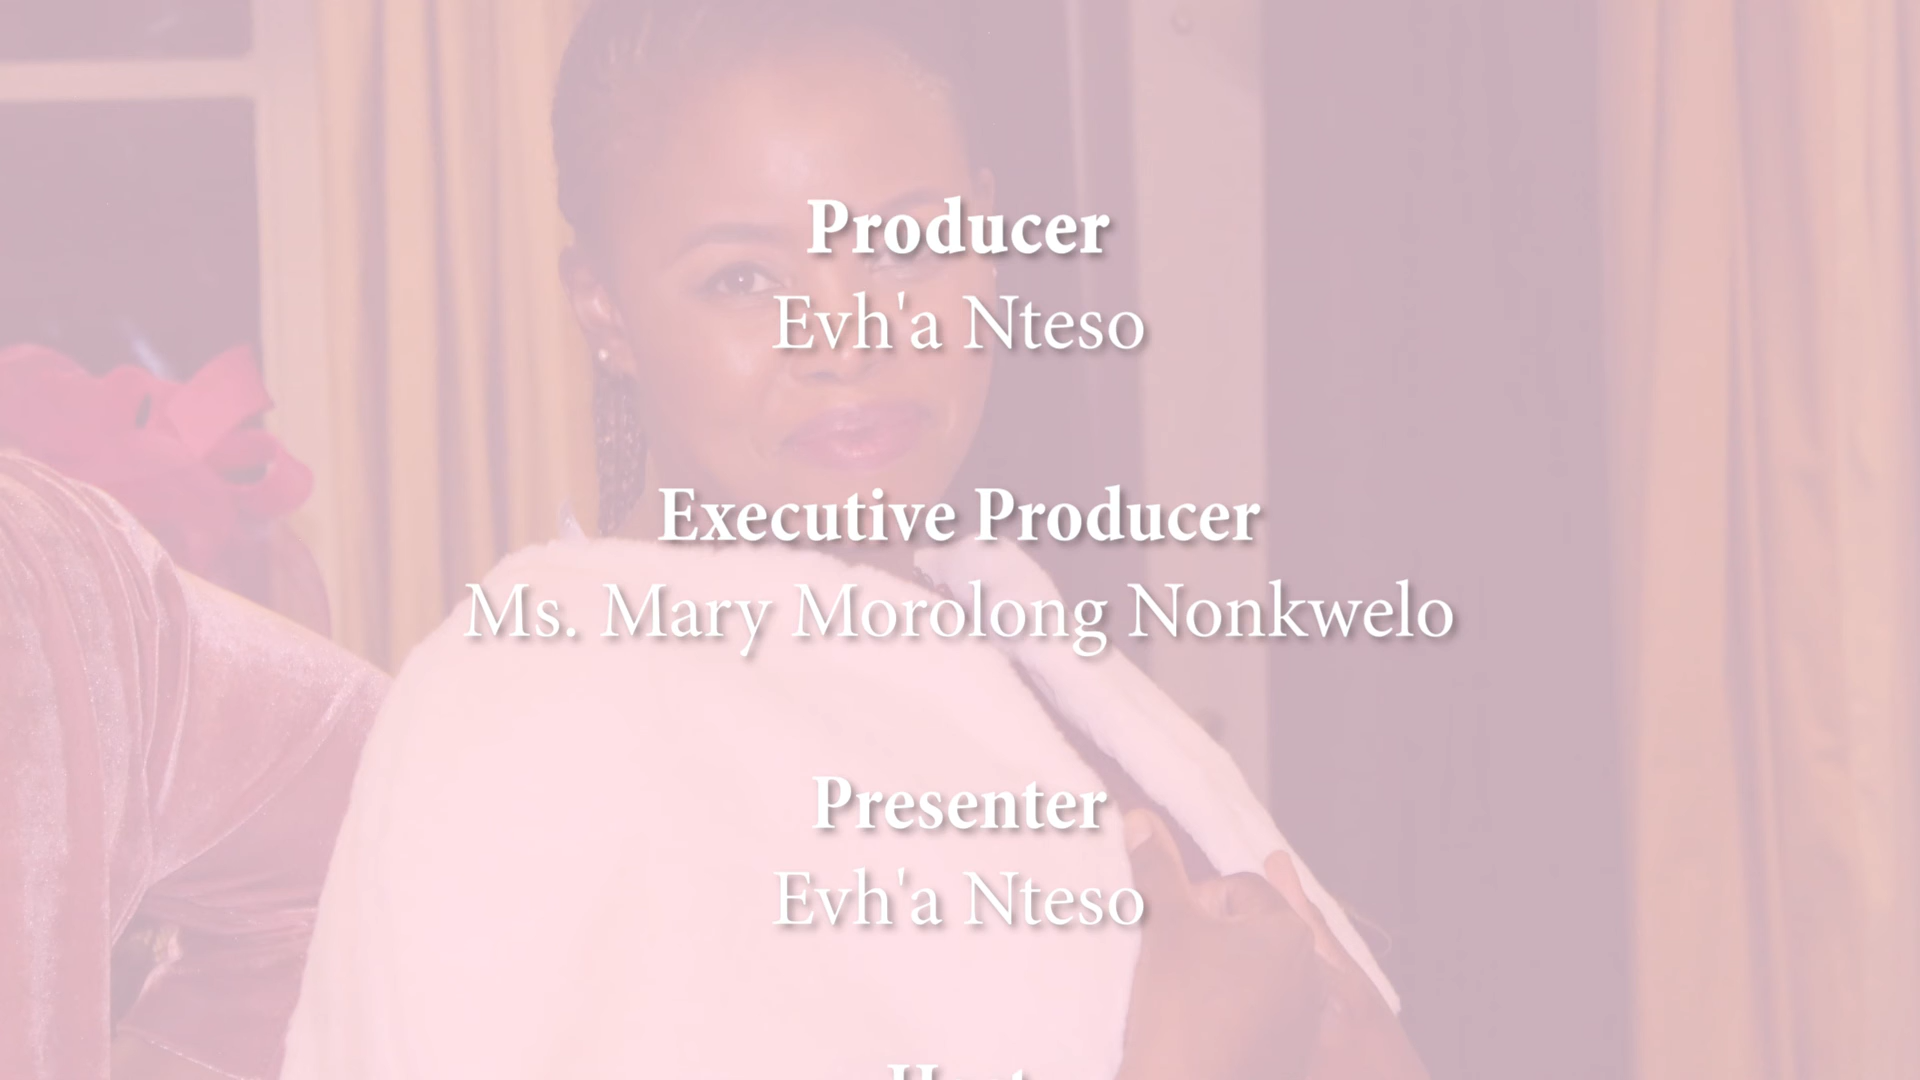 Producer
Evh'a Nteso
Executive Producer
Ms. Mary Morolong Nonkwelo
Presenter
Evh'a Nteso